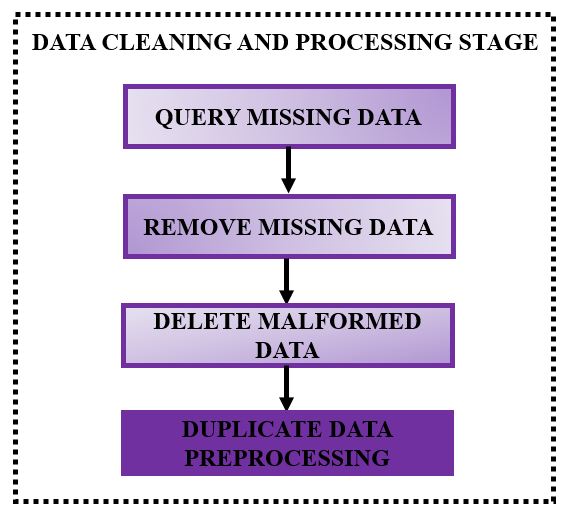 DATA CLEANING AND PROCESSING STAGE
QUERY MISSING DATA
REMOVE MISSING DATA
DELETE MALFORMED
DATA
DUPLICATE DATA
PREPROCESSING